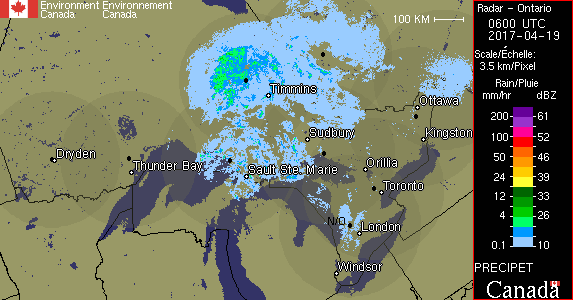 Environment Environnement
Canada Canada
100 KM
Radar - Ontario
0600 UTC
2017-04-19
Scale/Échelle:
3.5 km/Pixel
Rain/Pluie
mm/hr dBZ
200 61
100 52
50 46
24 39
12 33
4 26
0.1 10
PRECIPET
Canada
Timmins
Ottawa
Sudbury
Kingston
Dryden
Thunder Bay
Sault Ste. Marie
Orillia
Toronto
N/O
London
Windsor